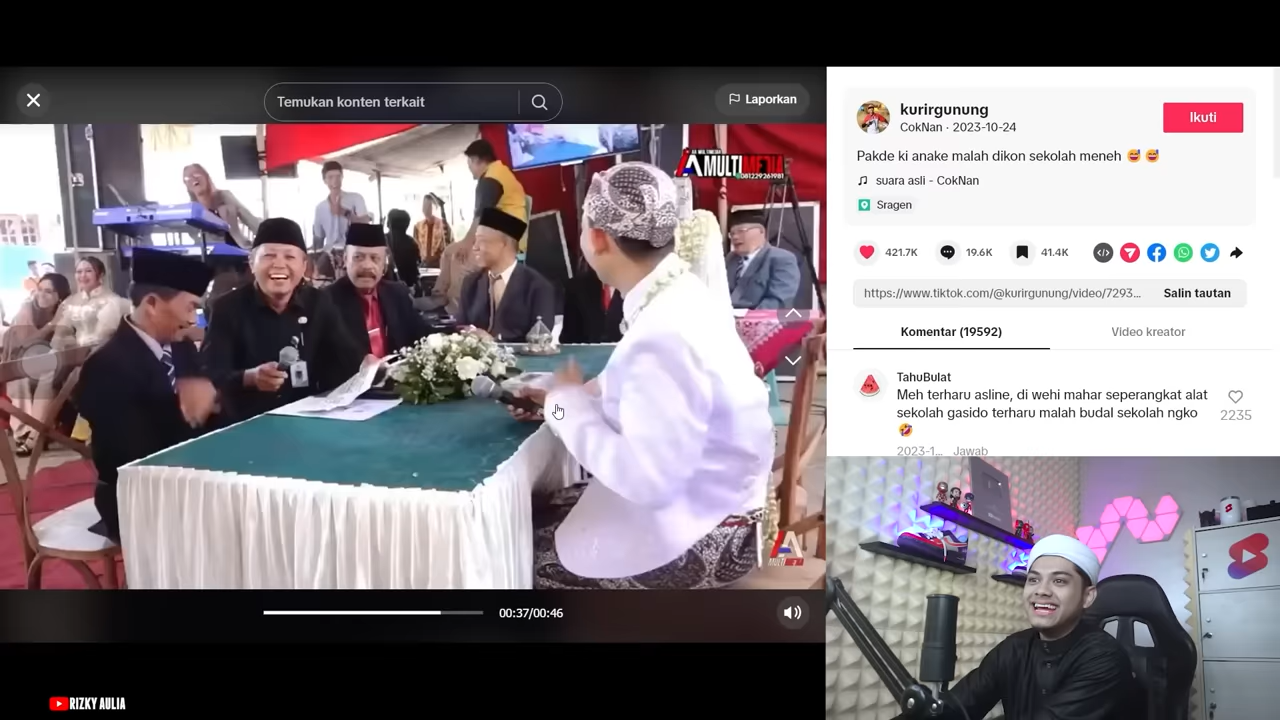 Temukan konten terkait
Laporkan
MULTIMEDIA
kurirgunung
CokNan · 2023-10-24
Ikuti
Pakde ki anake malah dikon sekolah meneh 😅 😅
suara asli - CokNan
Sragen
421.7K
19.6K
41.4K
https://www.tiktok.com/@kurirgunung/video/7293...
Salin tautan
Komentar (19592)
Video kreator
TahuBulat
Meh terharu asline, di wehi mahar seperangkat alat
sekolah gasido terharu malah budal sekolah ngko
🤣
2235
2023-1... Jawab
00:37/00:46
RIZKY AULIA